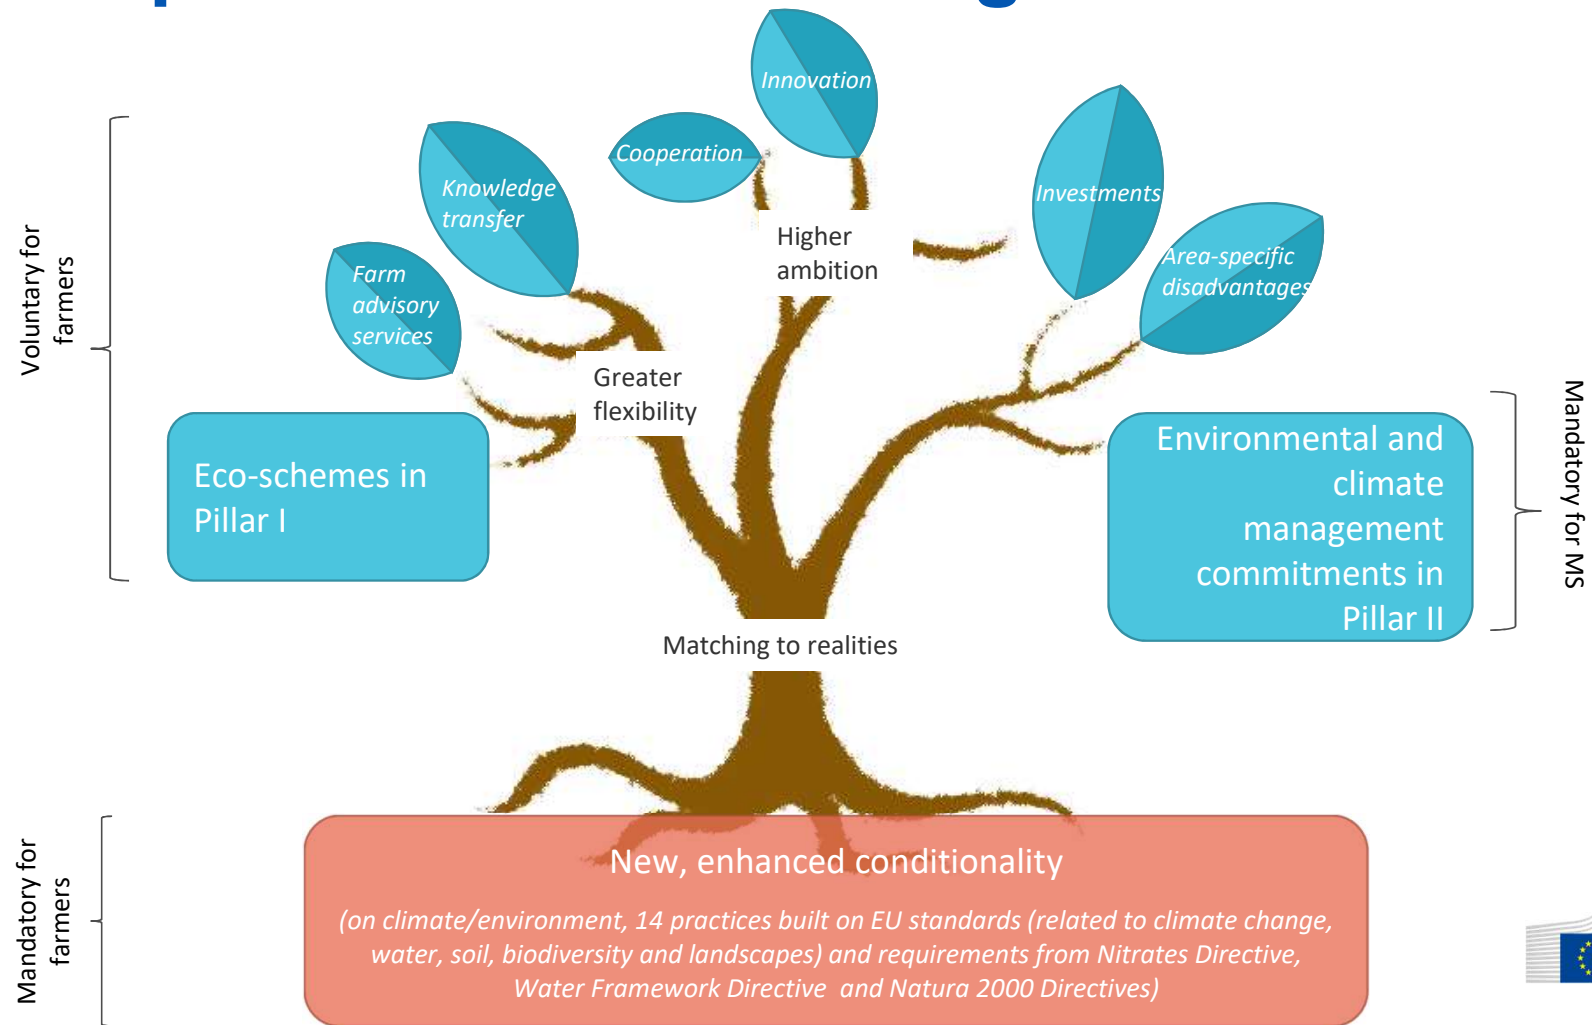 Innovation
Cooperation
Knowledge
transfer
Investments
Farm
advisory
services
Area-specific
disadvantages
Higher
ambition
Greater
flexibility
Voluntary for
farmers
Eco-schemes in
Pillar I
Environmental and
climate
management
commitments in
Pillar II
Mandatory for MS
Matching to realities
Mandatory for
farmers
New, enhanced conditionality
(on climate/environment, 14 practices built on EU standards (related to climate change,
water, soil, biodiversity and landscapes) and requirements from Nitrates Directive,
Water Framework Directive and Natura 2000 Directives)